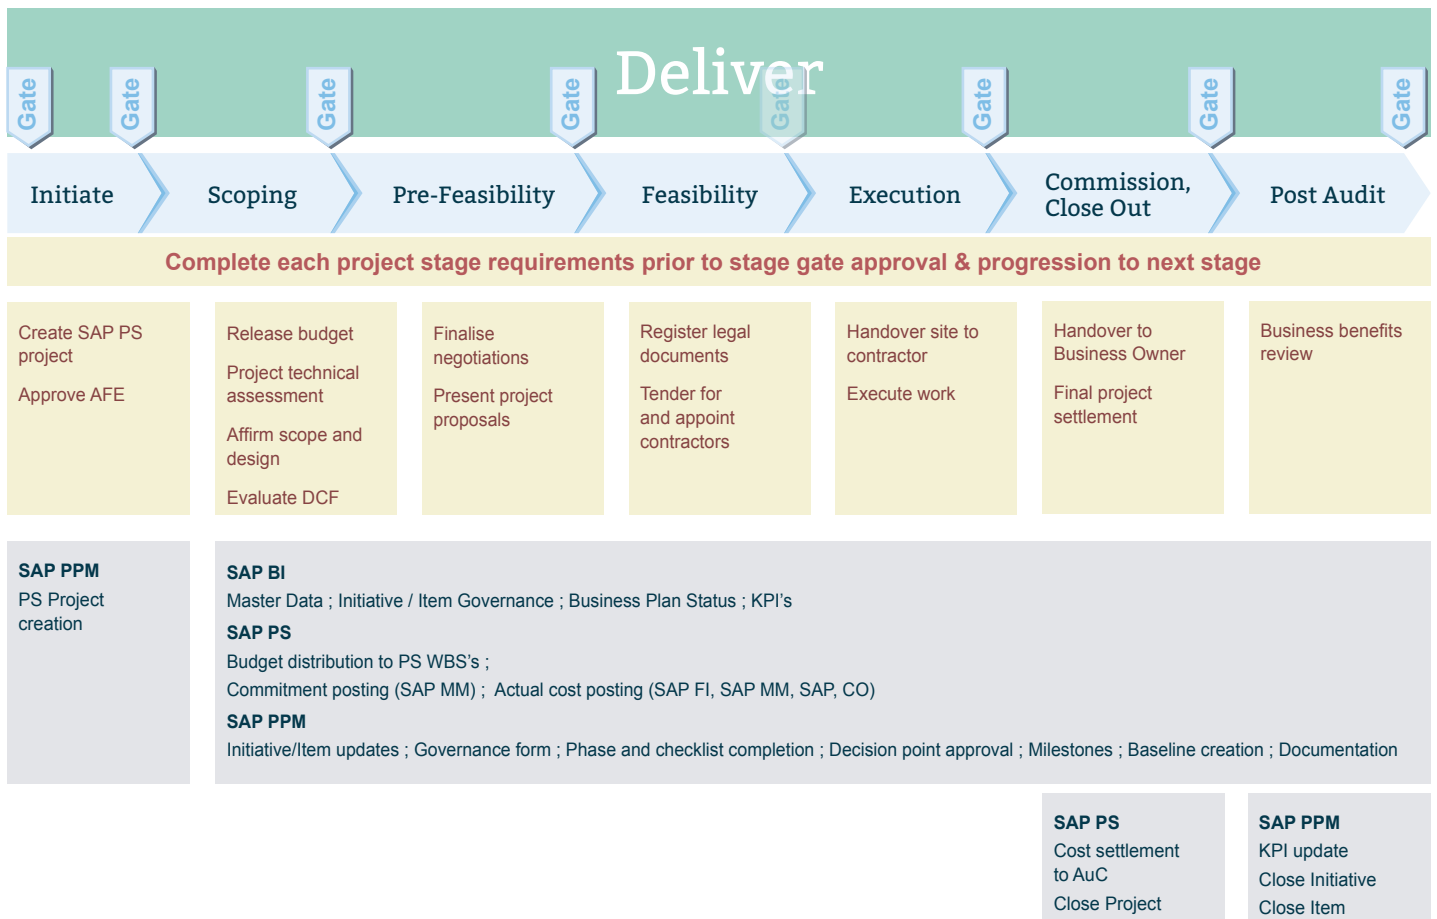 Deliver
Gate
Gate
Gate
Gate
Gate
Gate
Gate
Gate
Initiate
Scoping
Pre-Feasibility
Feasibility
Execution
Commission,
Close Out
Post Audit
Complete each project stage requirements prior to stage gate approval & progression to next stage
Create SAP PS
project
Approve AFE
Release budget
Project technical
assessment
Affirm scope and
design
Evaluate DCF
Finalise
negotiations
Present project
proposals
Register legal
documents
Tender for
and appoint
contractors
Handover site to
contractor
Execute work
Handover to
Business Owner
Final project
settlement
Business benefits
review
SAP PPM
PS Project
creation
SAP BI
Master Data ; Initiative / Item Governance ; Business Plan Status ; KPI's
SAP PS
Budget distribution to PS WBS's ;
Commitment posting (SAP MM) ; Actual cost posting (SAP FI, SAP MM, SAP, CO)
SAP PPM
Initiative/Item updates ; Governance form ; Phase and checklist completion ; Decision point approval ; Milestones ; Baseline creation ; Documentation
SAP PS
Cost settlement
to AuC
Close Project
SAP PPM
KPI update
Close Initiative
Close Item